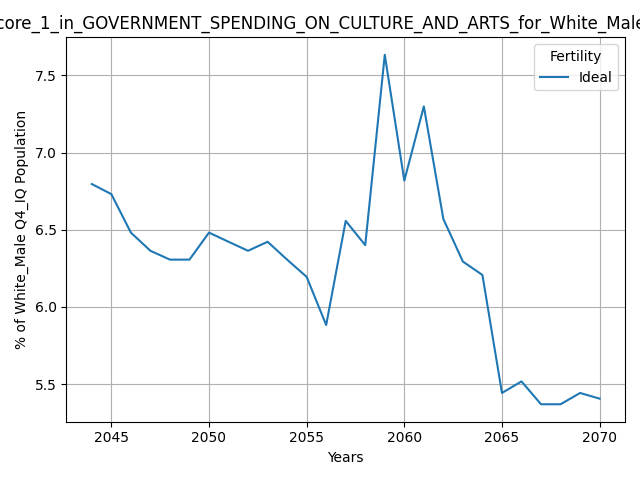 core_1_in_GOVERNMENT_SPENDING_ON_CULTURE_AND_ARTS_for_White_Male
Fertility
Ideal
% of White_Male Q4_IQ Population
7.5
7.0
6.5
6.0
5.5
2045 2050 2055 2060 2065 2070
Years